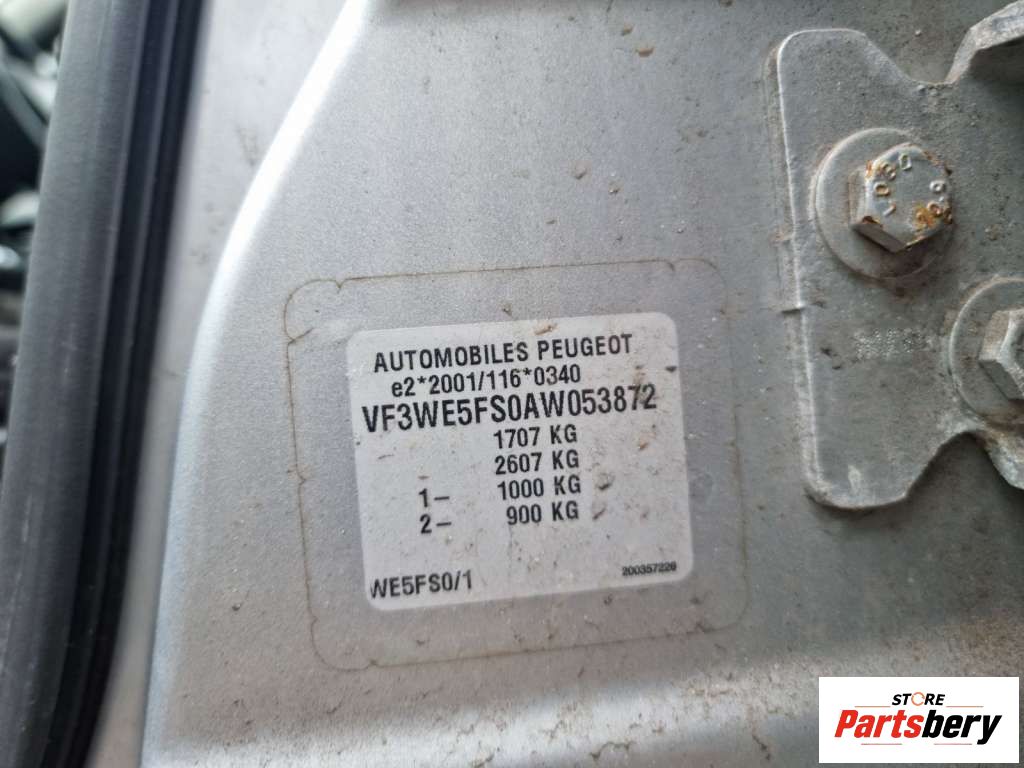 AUTOMOBILES PEUGEOT
e2*2001/116*0340
VF3WE5FS0AW053872
1707 KG
2607 KG
1- 1000 KG
2- 900 KG
WE5FS0/1
200357226
STORE
Partsbery